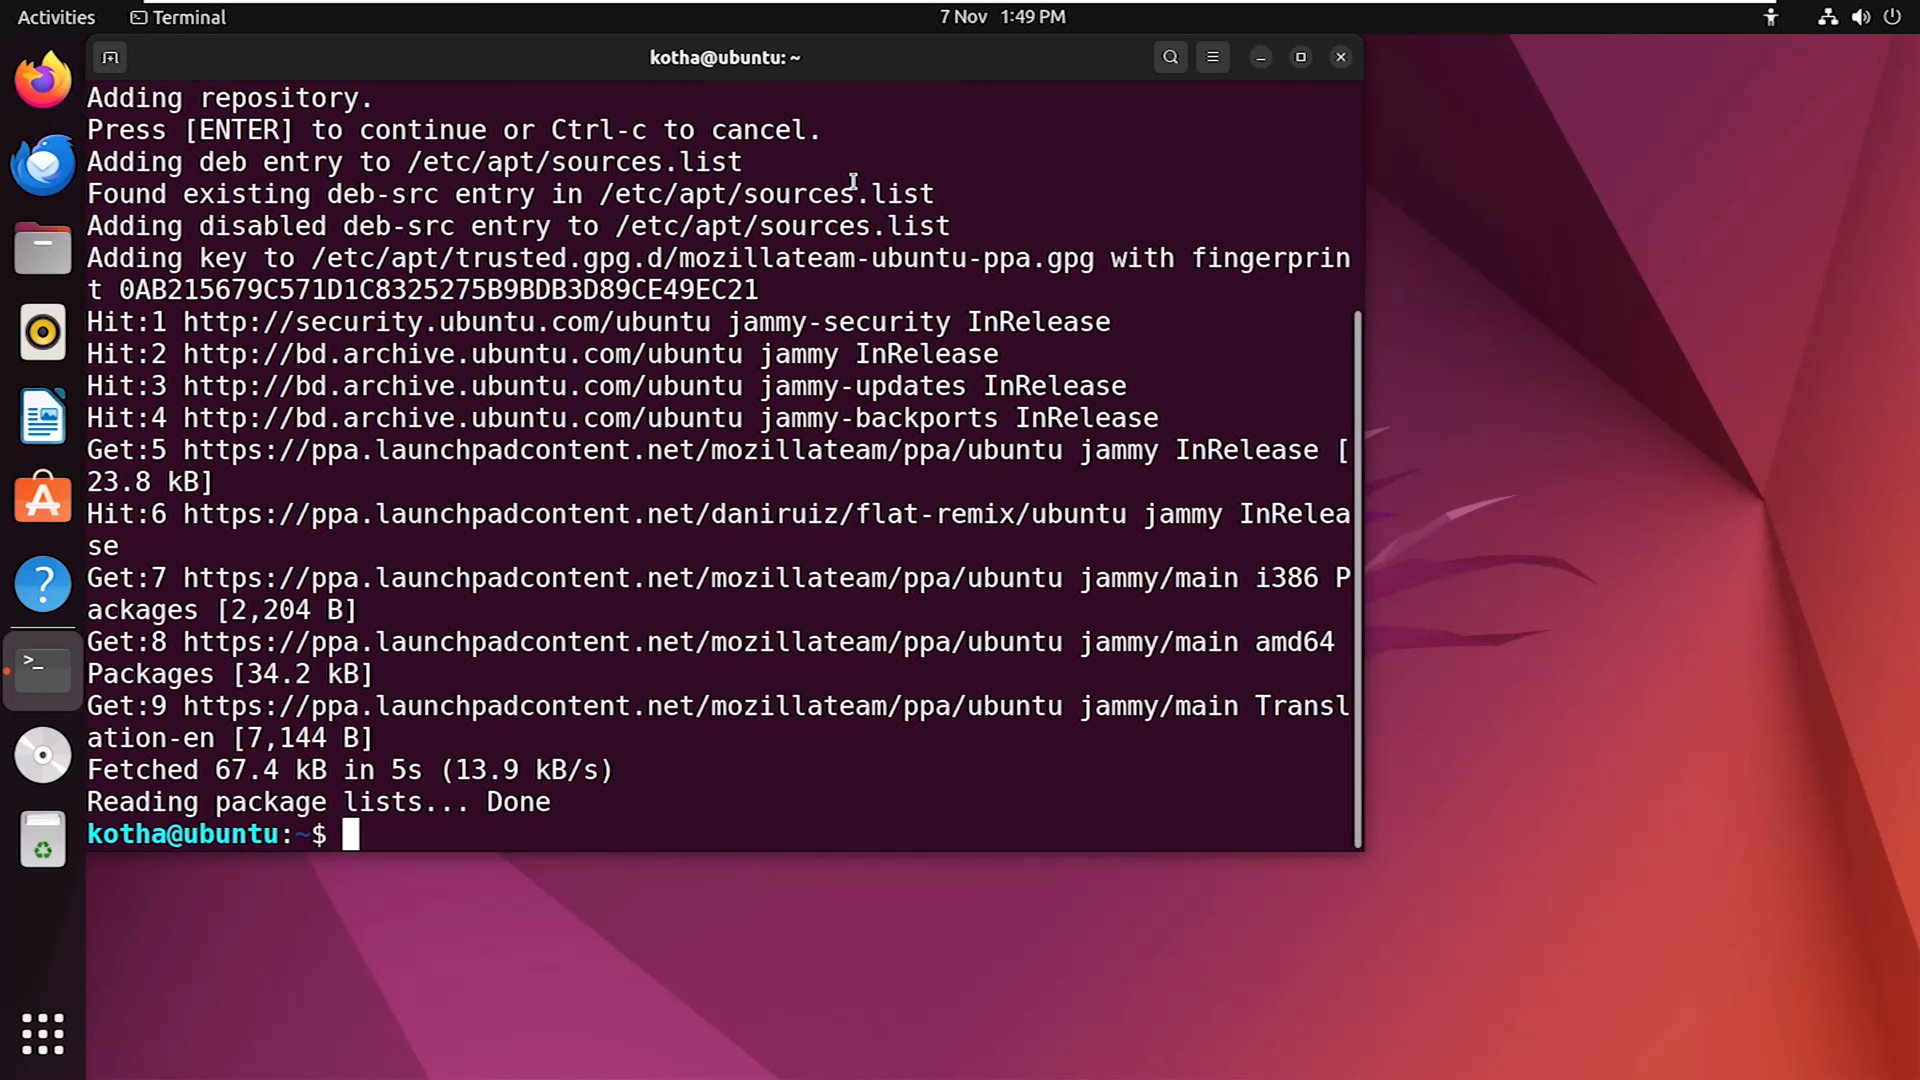 Activities Terminal 7 Nov 1:49 PM
kotha@ubuntu: ~
Adding repository.
Press [ENTER] to continue or Ctrl-c to cancel.
Adding deb entry to /etc/apt/sources.list
Found existing deb-src entry in /etc/apt/sources.list
Adding disabled deb-src entry to /etc/apt/sources.list
Adding key to /etc/apt/trusted.gpg.d/mozillateam-ubuntu-ppa.gpg with fingerprin
t 0AB215679C571D1C8325275B9BDB3D89CE49EC21
Hit:1 http://security.ubuntu.com/ubuntu jammy-security InRelease
Hit:2 http://bd.archive.ubuntu.com/ubuntu jammy InRelease
Hit:3 http://bd.archive.ubuntu.com/ubuntu jammy-updates InRelease
Hit:4 http://bd.archive.ubuntu.com/ubuntu jammy-backports InRelease
Get:5 https://ppa.launchpadcontent.net/mozillateam/ppa/ubuntu jammy InRelease [
23.8 kB]
Hit:6 https://ppa.launchpadcontent.net/daniruiz/flat-remix/ubuntu jammy InRelea
se
Get:7 https://ppa.launchpadcontent.net/mozillateam/ppa/ubuntu jammy/main i386 P
ackages [2,204 B]
Get:8 https://ppa.launchpadcontent.net/mozillateam/ppa/ubuntu jammy/main amd64
Packages [34.2 kB]
Get:9 https://ppa.launchpadcontent.net/mozillateam/ppa/ubuntu jammy/main Transl
ation-en [7,144 B]
Fetched 67.4 kB in 5s (13.9 kB/s)
Reading package lists... Done
kotha@ubuntu:~$